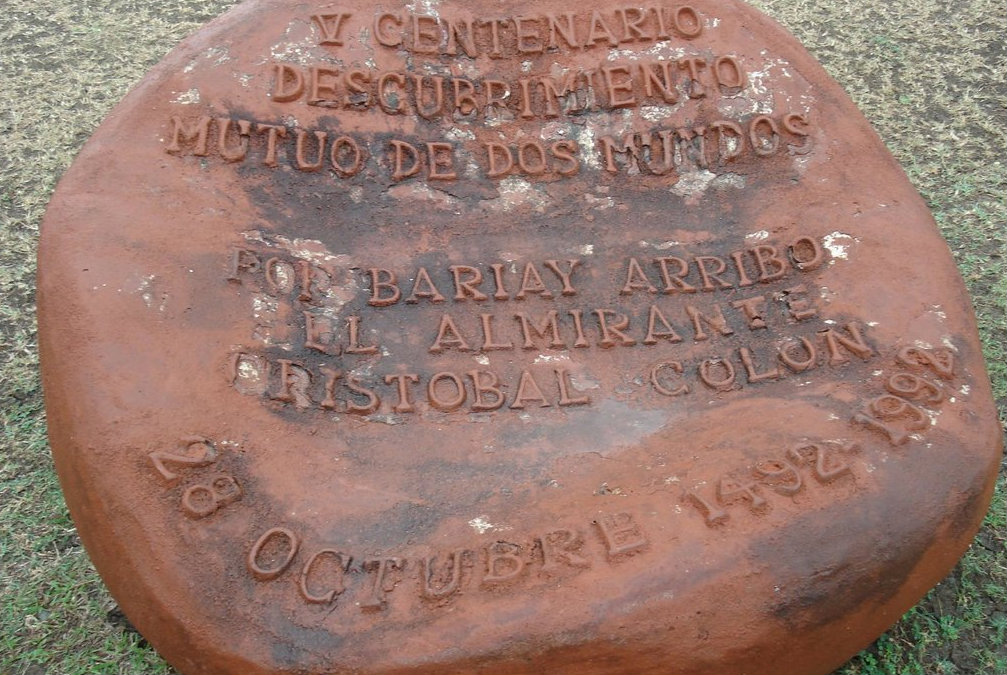 V CENTENARIO
DESCUBRIMIENTO
MUTUO DE DOS MUNDOS
POR BARIAY ARRIBO
EL ALMIRANTE
CRISTOBAL COLON
28 OCTUBRE 1492-1992